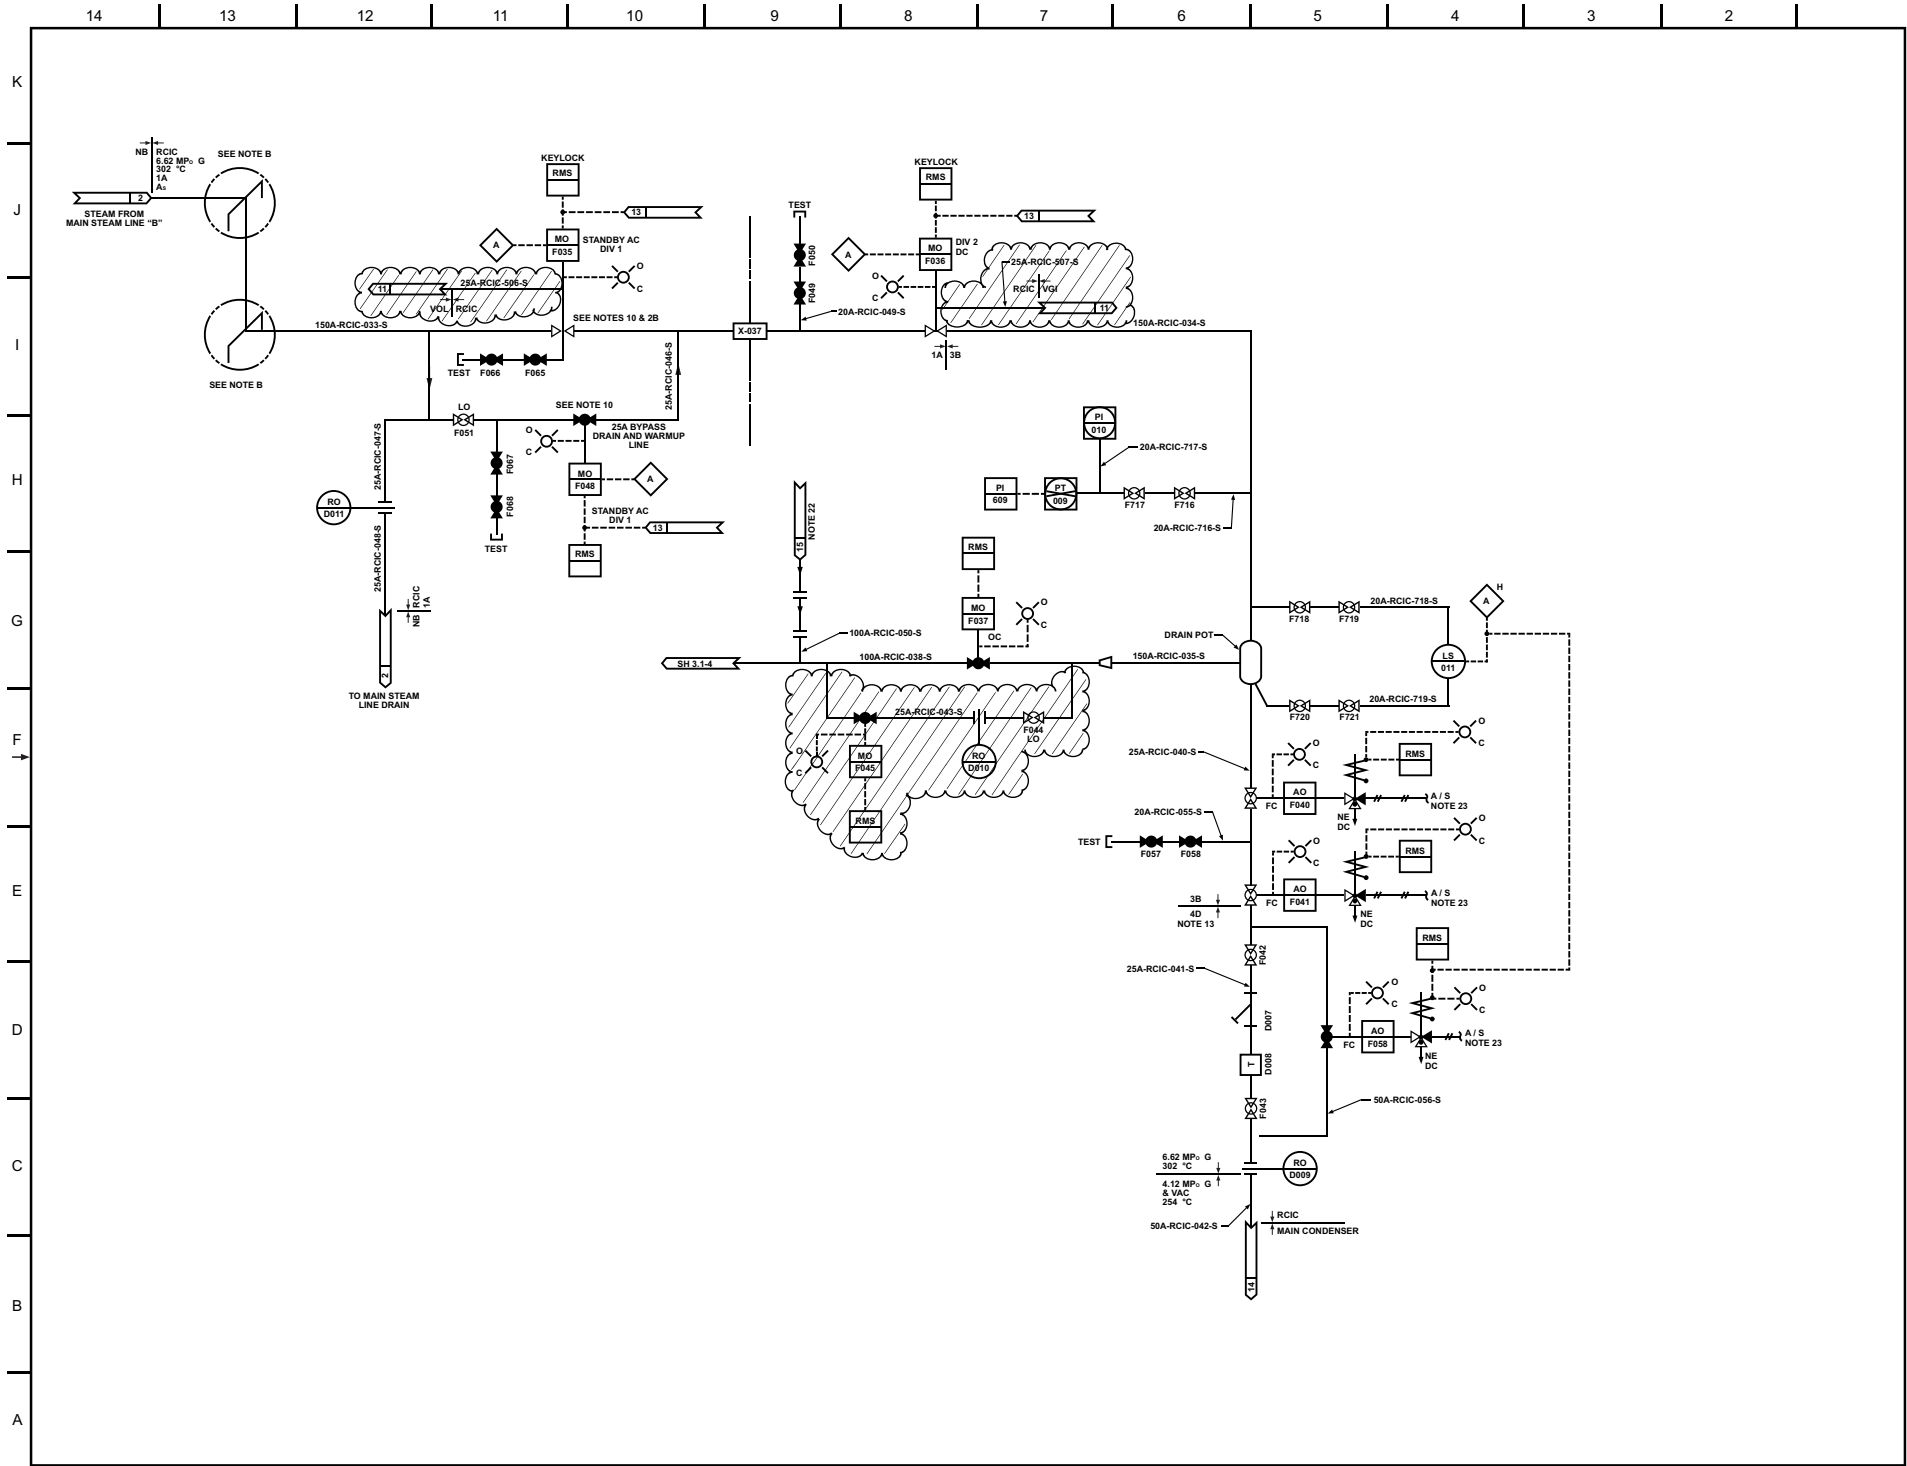 14 13 12 11 10 9 8 7 6 5 4 3 2
K
J
I
H
G
F
E
D
C
B
A
NB
RCIC
6.62 MPo G
302 °C
1A
As
2
STEAM FROM
MAIN STEAM LINE “B”
SEE NOTE B
SEE NOTE B
150A-RCIC-033-S
KEYLOCK
RMS
13
A
MO
F035
STANDBY AC
DIV 1
O
C
11
25A-RCIC-506-S
VOL RCIC
SEE NOTES 10 & 2B
TEST F066 F065
25A-RCIC-046-S
X-037
TEST
F050
F049
20A-RCIC-049-S
KEYLOCK
RMS
13
A
MO
F036
DIV 2
DC
O
C
25A-RCIC-507-S
RCIC VGI
11
150A-RCIC-034-S
1A 3B
LO
F051
SEE NOTE 10
25A BYPASS
DRAIN AND WARMUP
LINE
O
C
25A-RCIC-047-S
F067
F068
TEST
MO
F048
A
STANDBY AC
DIV 1
13
RMS
RO
D011
25A-RCIC-048-S
NB RCIC
1A
2
TO MAIN STEAM
LINE DRAIN
15
NOTE 22
100A-RCIC-050-S
SH 3.1-4
100A-RCIC-038-S
RMS
MO
F037
OC
O
C
150A-RCIC-035-S
PI
010
20A-RCIC-717-S
PI
609
PT
009
F717 F716
20A-RCIC-716-S
DRAIN POT
20A-RCIC-718-S
F718 F719
A
H
LS
011
20A-RCIC-719-S
F720 F721
25A-RCIC-043-S
F044
LO
O
C
MO
F045
RO
D010
RMS
25A-RCIC-040-S
O
C
RMS
O
C
FC
AO
F040
A / S
NOTE 23
NE
DC
20A-RCIC-055-S
TEST
F057 F058
O
C
RMS
O
C
FC
AO
F041
A / S
NOTE 23
NE
DC
3B
4D
NOTE 13
F042
25A-RCIC-041-S
D007
T
D008
F043
RMS
O
C
O
C
FC
AO
F058
A / S
NOTE 23
NE
DC
50A-RCIC-056-S
6.62 MPo G
302 °C
4.12 MPo G
& VAC
254 °C
RO
D009
50A-RCIC-042-S
RCIC
MAIN CONDENSER
14